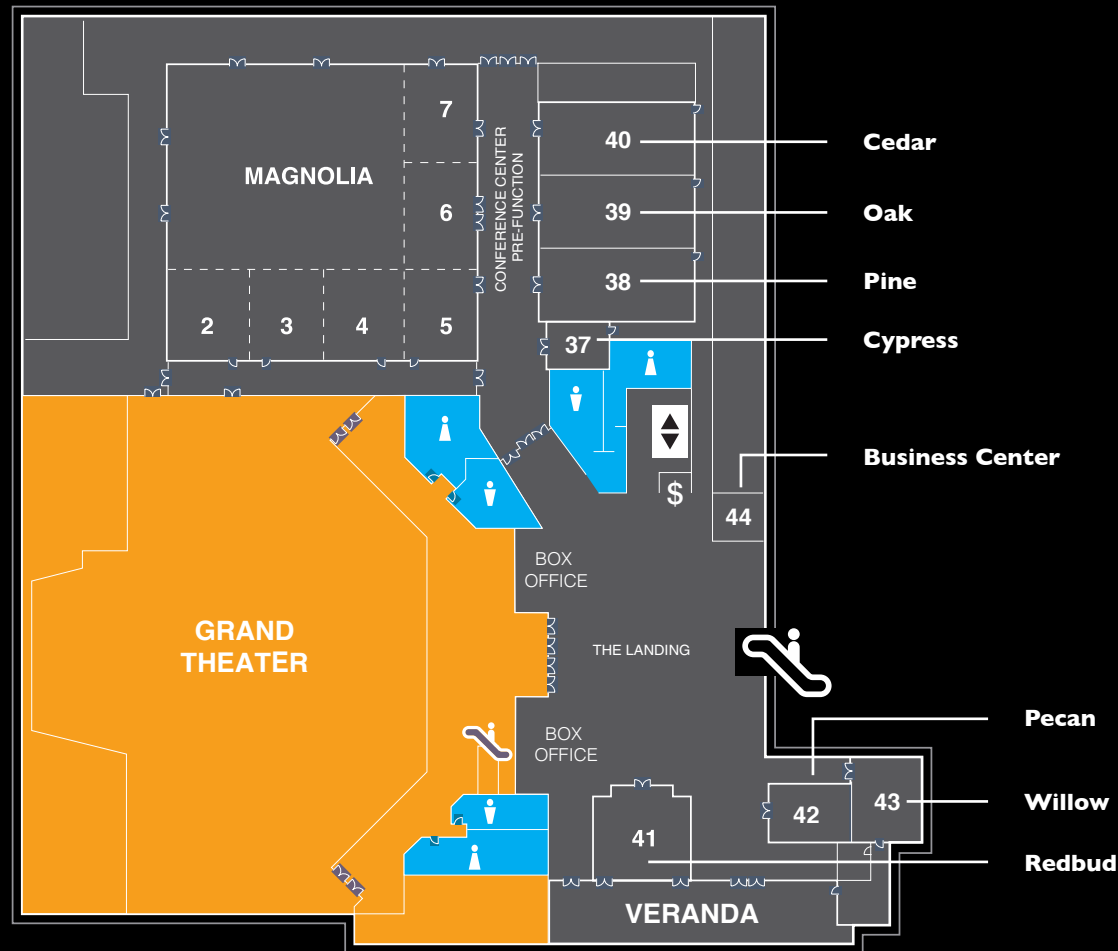 7
MAGNOLIA
6
2
3
4
5
CONFERENCE CENTER
PRE-FUNCTION
40
Cedar
39
Oak
38
Pine
37
Cypress
$
44
Business Center
BOX
OFFICE
GRAND
THEATER
THE LANDING
BOX
OFFICE
Pecan
42
43
Willow
41
Redbud
VERANDA